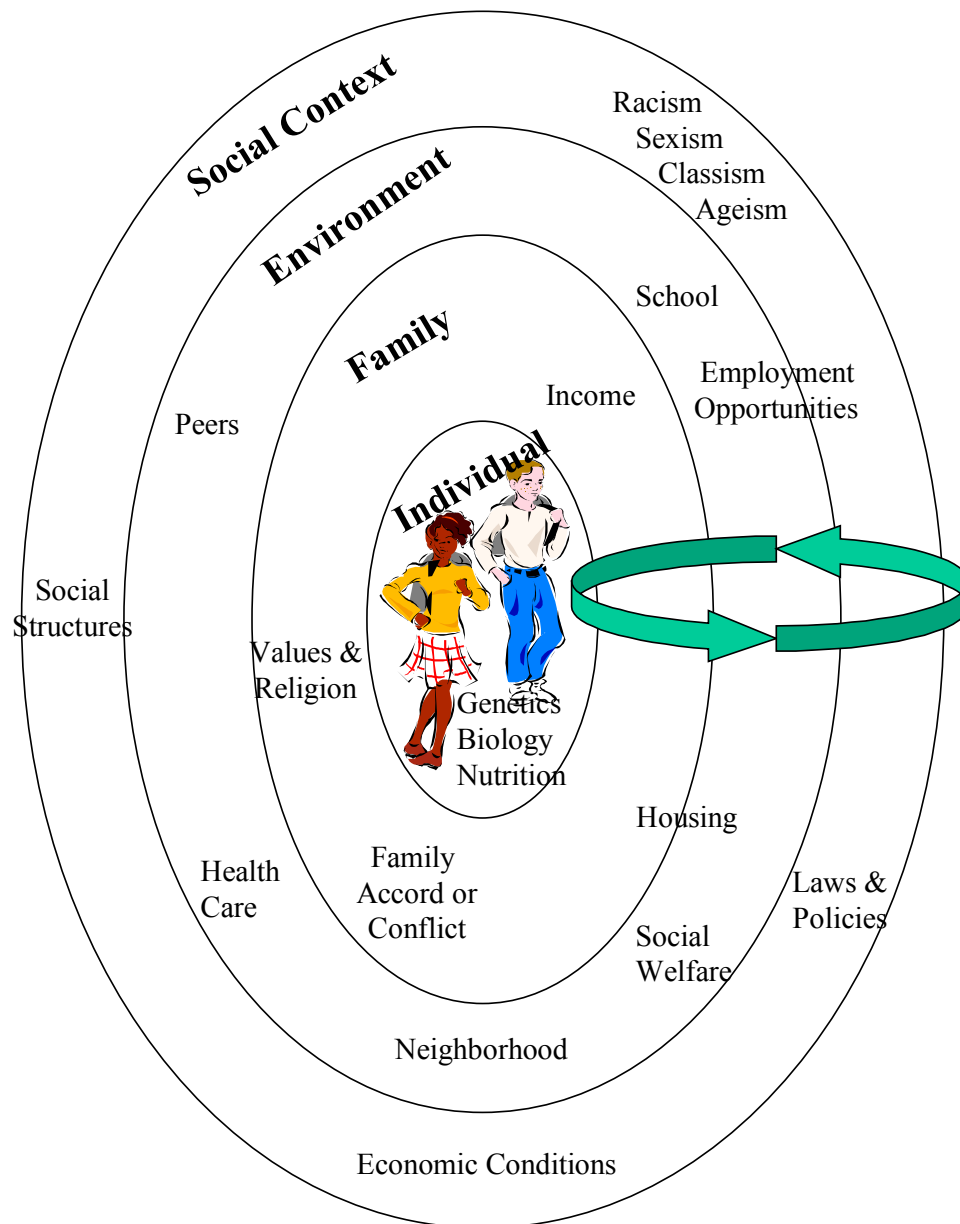 Social Context
Racism
Sexism
Classism
Ageism
Environment
School
Family
Employment
Opportunities
Income
Peers
Individual
Social
Structures
Values &
Religion
Genetics
Biology
Nutrition
Housing
Family
Accord or
Conflict
Health
Care
Laws &
Policies
Social
Welfare
Neighborhood
Economic Conditions